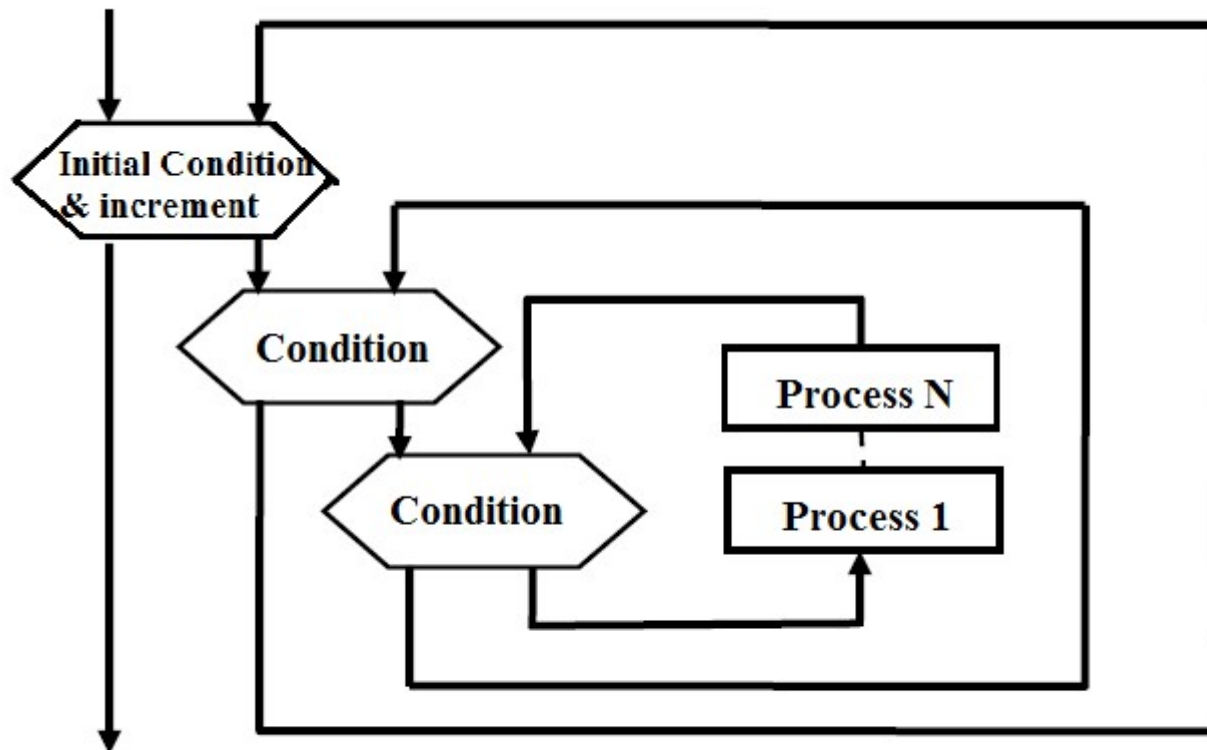 Initial Condition
& increment
Condition
Process N
Condition
Process 1